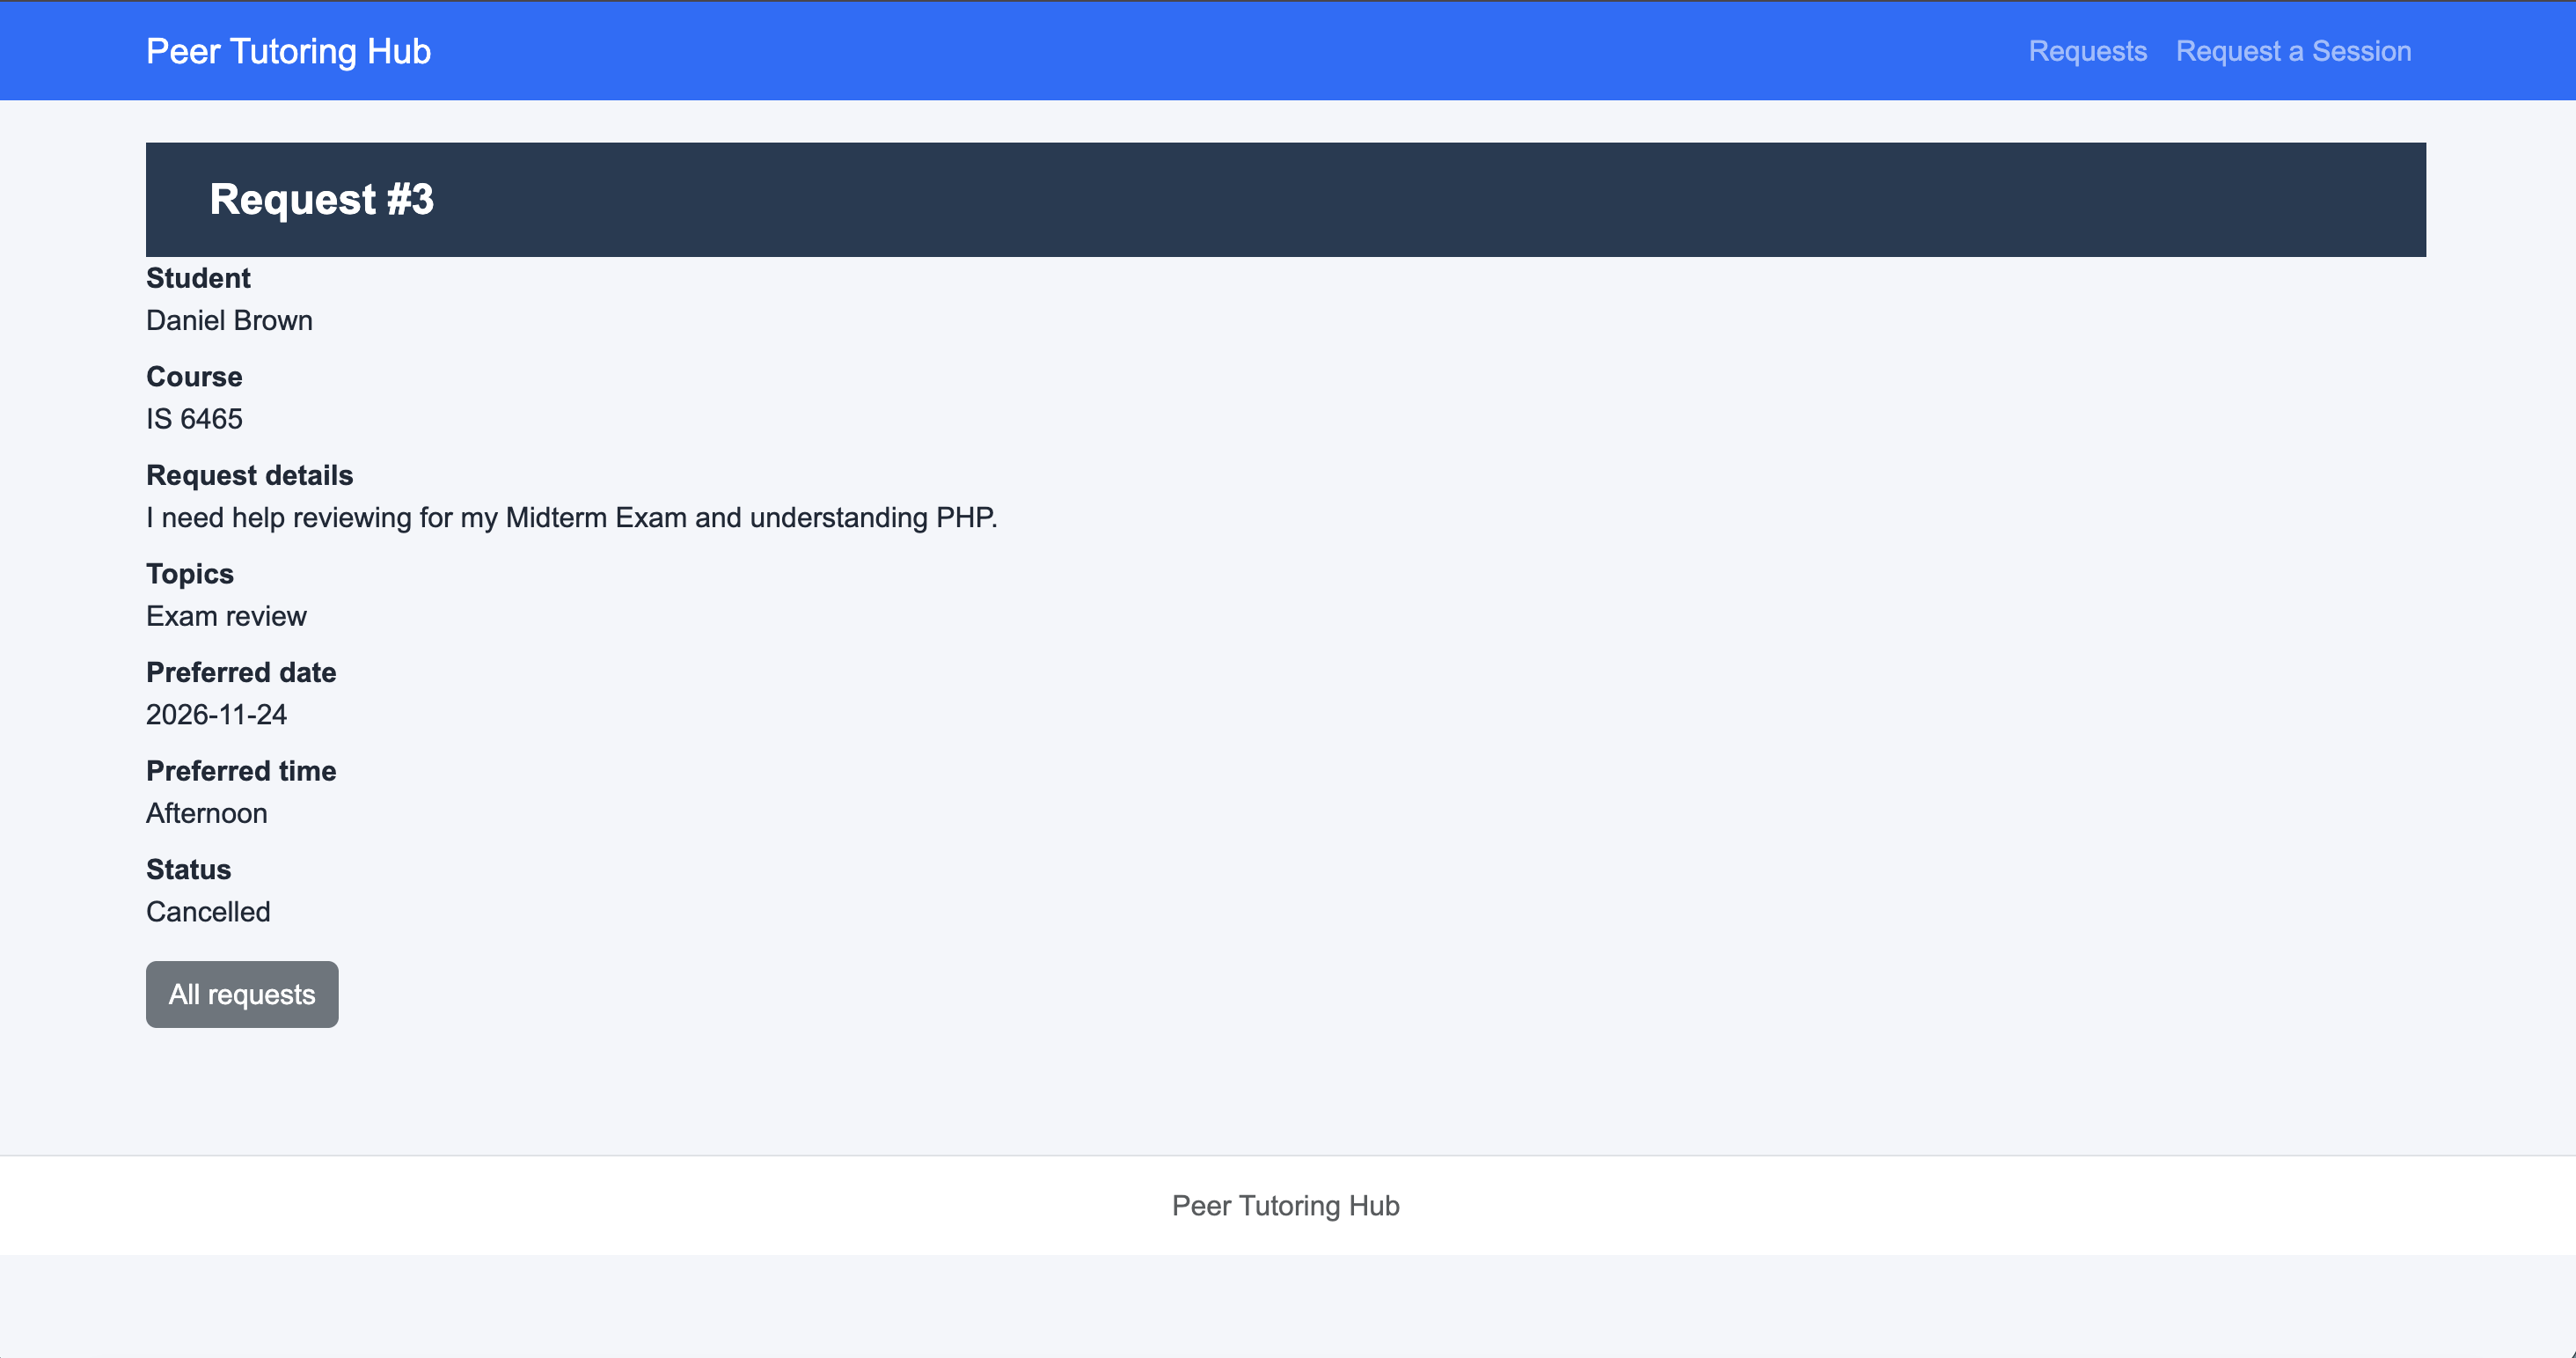 Peer Tutoring Hub
Requests Request a Session
Request #3
Student
Daniel Brown
Course
IS 6465
Request details
I need help reviewing for my Midterm Exam and understanding PHP.
Topics
Exam review
Preferred date
2026-11-24
Preferred time
Afternoon
Status
Cancelled
All requests
Peer Tutoring Hub